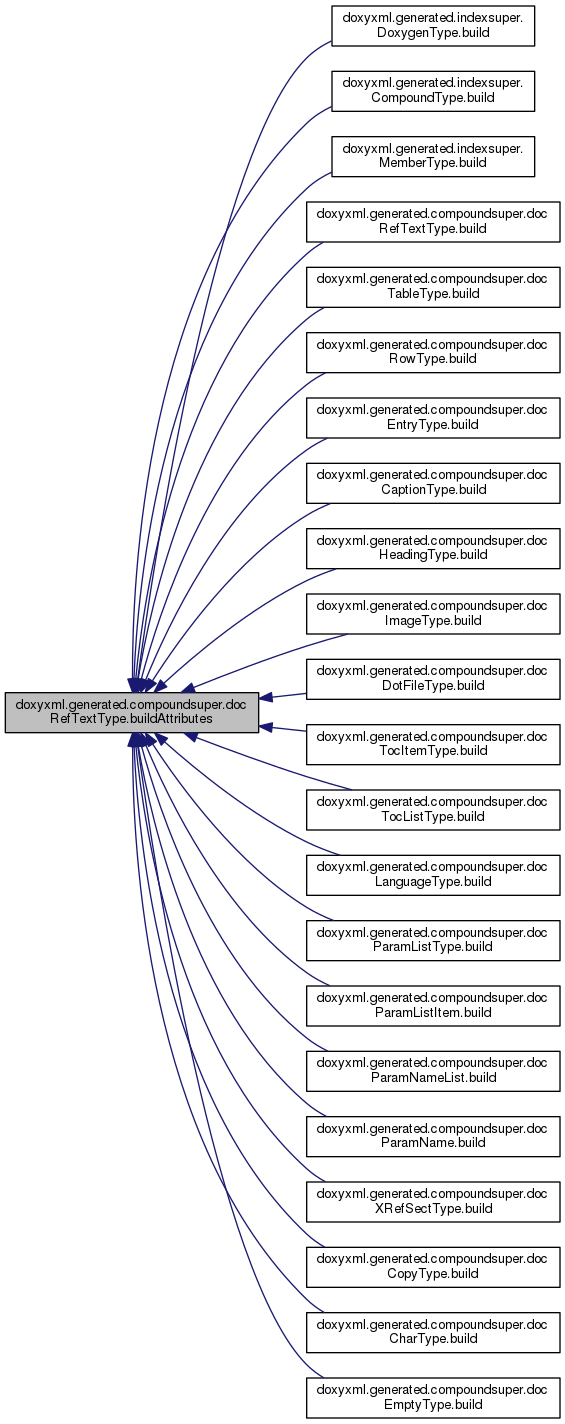 doxyxml.generated.indexsuper.
DoxygenType.build
doxyxml.generated.indexsuper.
CompoundType.build
doxyxml.generated.indexsuper.
MemberType.build
doxyxml.generated.compoundsuper.doc
RefTextType.build
doxyxml.generated.compoundsuper.doc
TableType.build
doxyxml.generated.compoundsuper.doc
RowType.build
doxyxml.generated.compoundsuper.doc
EntryType.build
doxyxml.generated.compoundsuper.doc
CaptionType.build
doxyxml.generated.compoundsuper.doc
HeadingType.build
doxyxml.generated.compoundsuper.doc
ImageType.build
doxyxml.generated.compoundsuper.doc
DotFileType.build
doxyxml.generated.compoundsuper.doc
RefTextType.buildAttributes
doxyxml.generated.compoundsuper.doc
TocItemType.build
doxyxml.generated.compoundsuper.doc
TocListType.build
doxyxml.generated.compoundsuper.doc
LanguageType.build
doxyxml.generated.compoundsuper.doc
ParamListType.build
doxyxml.generated.compoundsuper.doc
ParamListItem.build
doxyxml.generated.compoundsuper.doc
ParamNameList.build
doxyxml.generated.compoundsuper.doc
ParamName.build
doxyxml.generated.compoundsuper.doc
XRefSectType.build
doxyxml.generated.compoundsuper.doc
CopyType.build
doxyxml.generated.compoundsuper.doc
CharType.build
doxyxml.generated.compoundsuper.doc
EmptyType.build